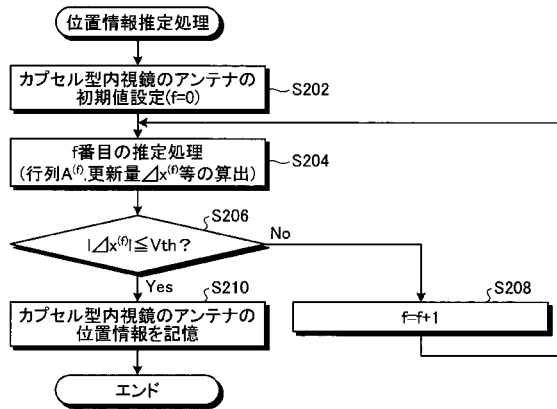 位置情報推定処理
カプセル型内視鏡のアンテナの
初期値設定(f=0)
S202
f番目の推定処理
(行列A(f),更新量⊿x(f)等の算出)
S204
S206
|⊿x(f)|≦Vth?
No
Yes
S210
カプセル型内視鏡のアンテナの
位置情報を記憶
S208
f=f+1
エンド